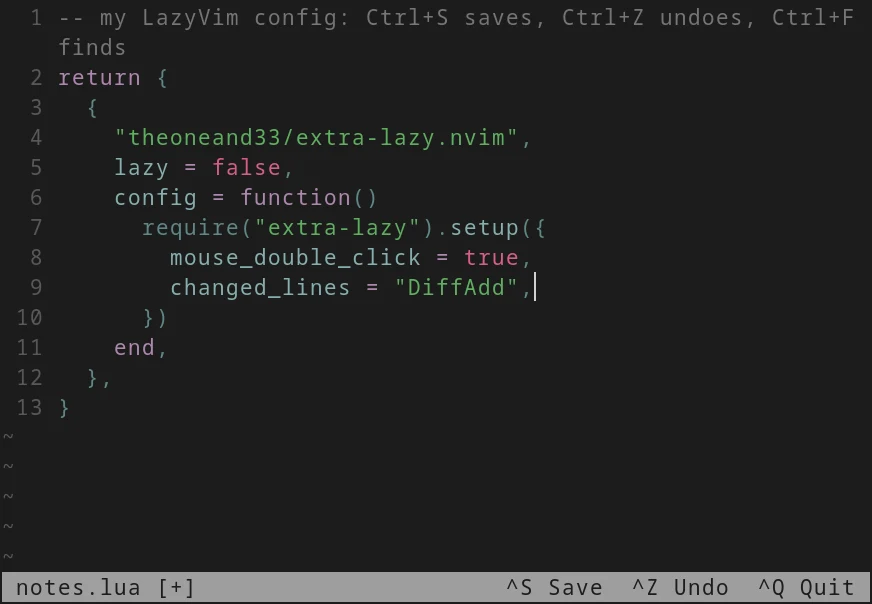 1 -- my LazyVim config: Ctrl+S saves, Ctrl+Z undoes, Ctrl+F
finds
2 return {
3   {
4     "theoneand33/extra-lazy.nvim",
5     lazy = false,
6     config = function()
7       require("extra-lazy").setup({
8         mouse_double_click = true,
9         changed_lines = "DiffAdd",
10       })
11     end,
12   },
13 }
~
~
~
~
~
notes.lua [+] ^S Save ^Z Undo ^Q Quit